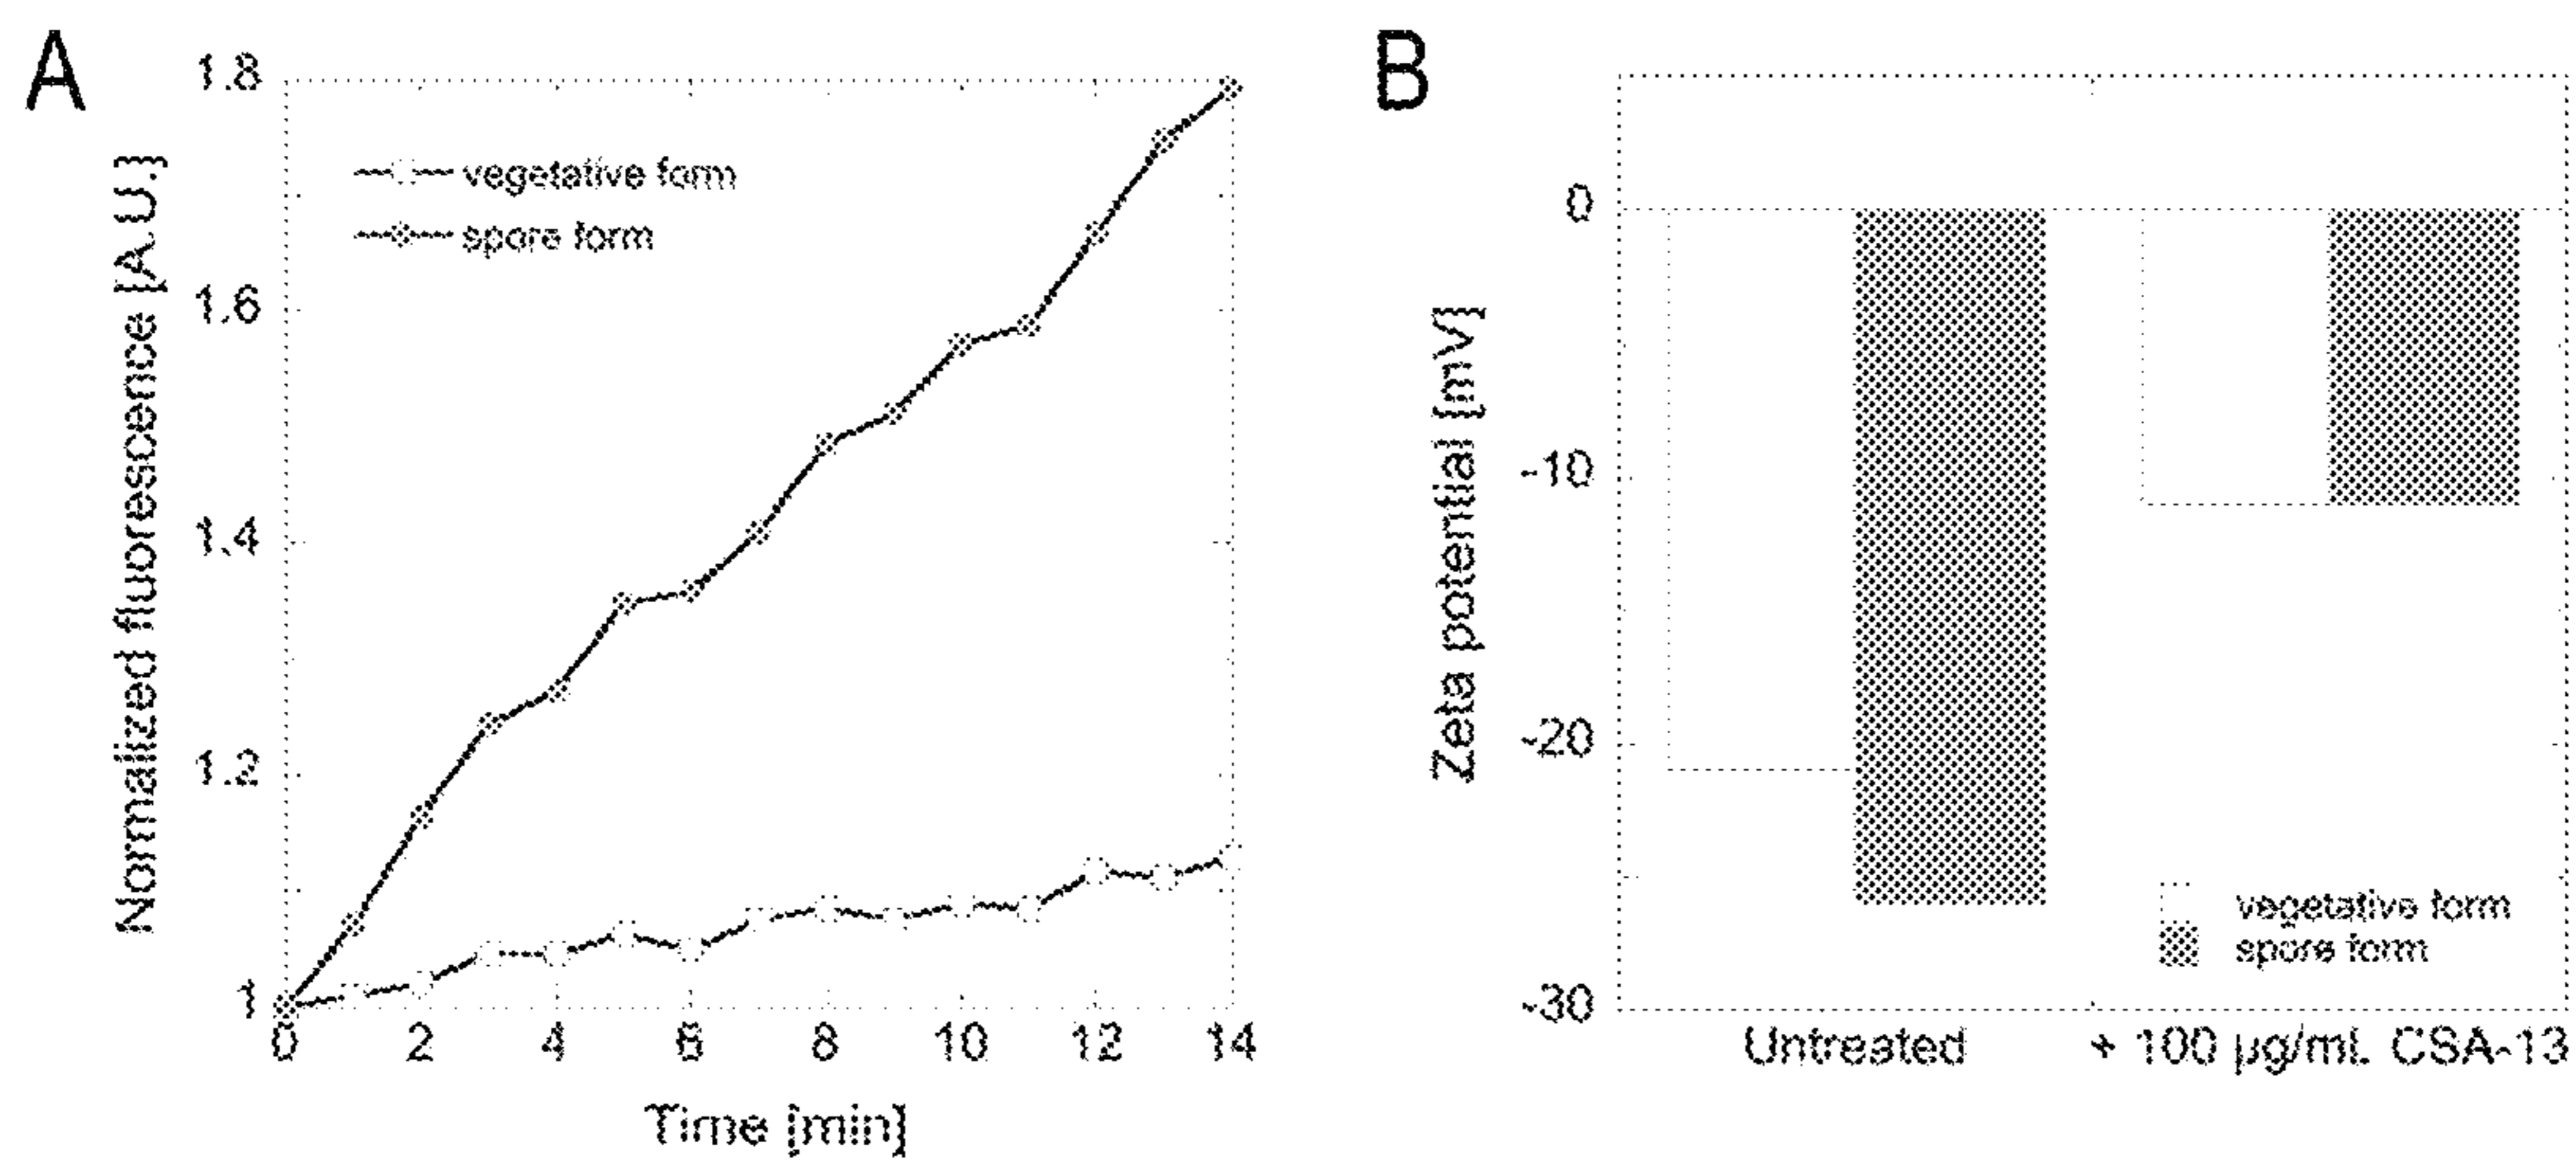 A
Normalized fluorescence [A.U.]
1.8
1.6
1.4
1.2
1
vegetative form
spore form
0 2 4 6 8 10 12 14
Time [min]
B
Zeta potential [mV]
0
-10
-20
-30
vegetative form
spore form
Untreated + 100 µg/mL CSA-13